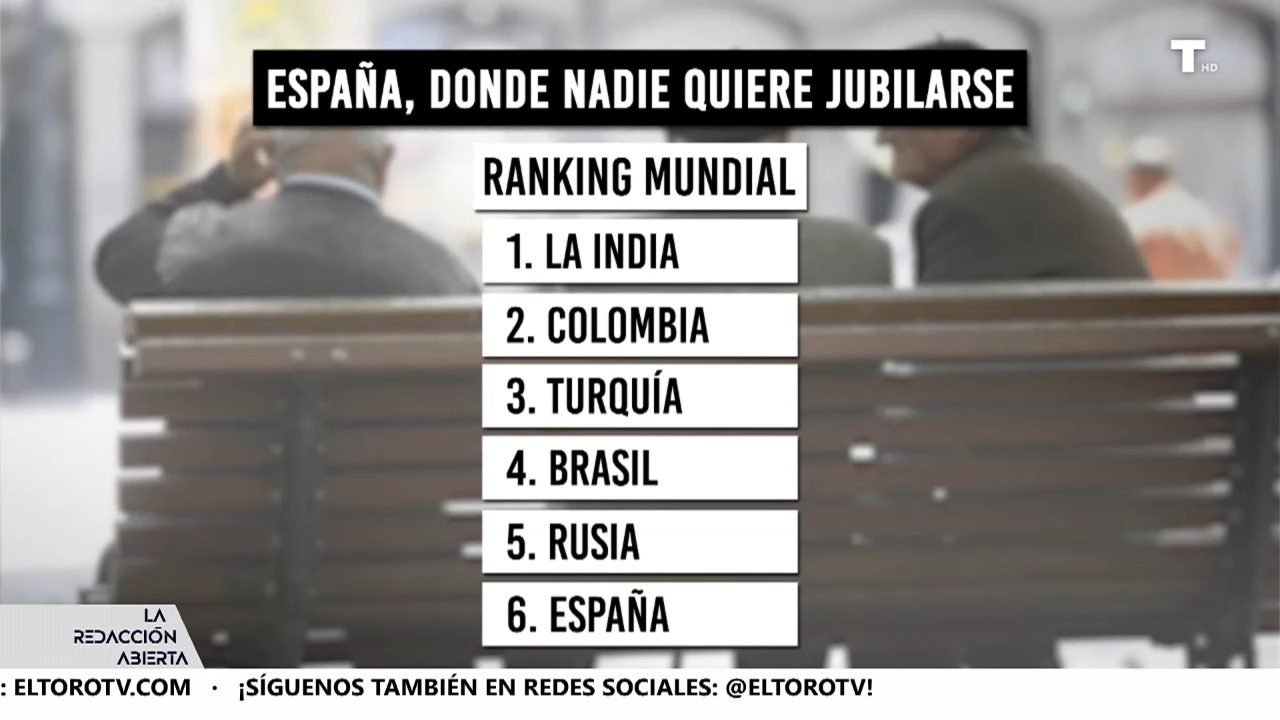 ESPAÑA, DONDE NADIE QUIERE JUBILARSE
T HD
RANKING MUNDIAL
1. LA INDIA
2. COLOMBIA
3. TURQUÍA
4. BRASIL
5. RUSIA
6. ESPAÑA
LA
REDACCIÓN
ABIERTA
: ELTOROTV.COM · ¡SÍGUENOS TAMBIÉN EN REDES SOCIALES: @ELTOROTV!